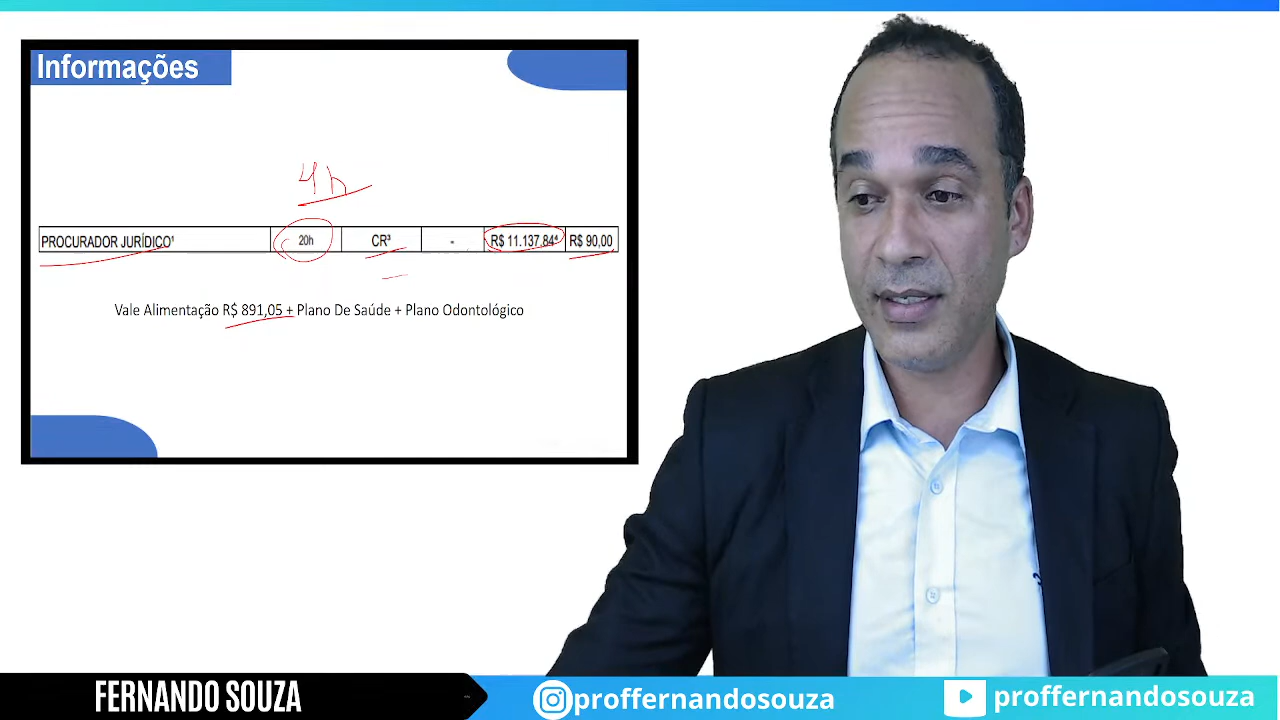 Informações
4h
PROCURADOR JURÍDICO¹ 20h CR³ - R$ 11.137,84⁴ R$ 90,00
Vale Alimentação R$ 891,05 + Plano De Saúde + Plano Odontológico
FERNANDO SOUZA
proffernandosouza
proffernandosouza